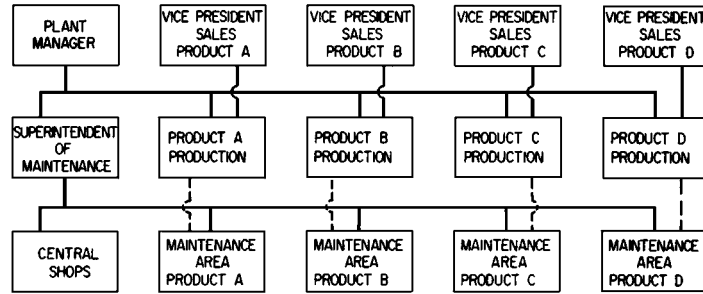 PLANT
MANAGER
VICE PRESIDENT
SALES
PRODUCT A
VICE PRESIDENT
SALES
PRODUCT B
VICE PRESIDENT
SALES
PRODUCT C
VICE PRESIDENT
SALES
PRODUCT D
SUPERINTENDENT
OF
MAINTENANCE
PRODUCT A
PRODUCTION
PRODUCT B
PRODUCTION
PRODUCT C
PRODUCTION
PRODUCT D
PRODUCTION
CENTRAL
SHOPS
MAINTENANCE
AREA
PRODUCT A
MAINTENANCE
AREA
PRODUCT B
MAINTENANCE
AREA
PRODUCT C
MAINTENANCE
AREA
PRODUCT D